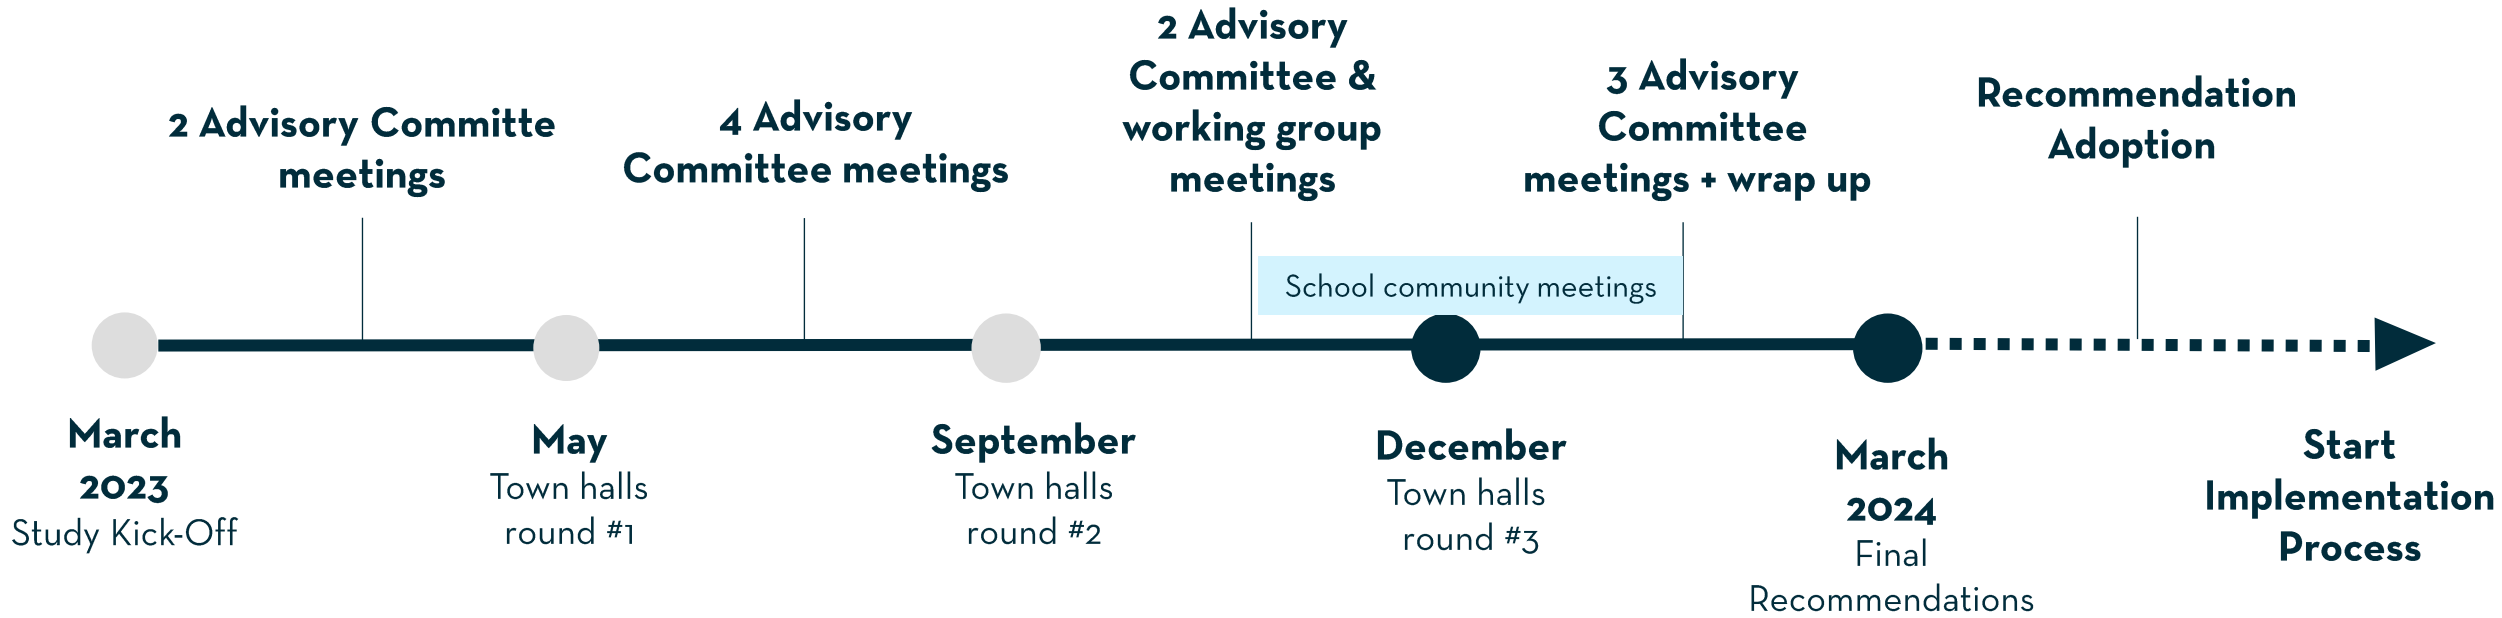 2 Advisory Committe
meetings
4 Advisory
Committee meetings
2 Advisory
Committee &
working group
meetings
3 Advisory
Committee
meetings + wrap up
Recommendation
Adoption
School community meetings
March
2023
Study Kick-Off
May
Town halls
round #1
September
Town halls
round #2
December
Town halls
round #3
March
2024
Final
Recommendations
Start
Implementation
Process